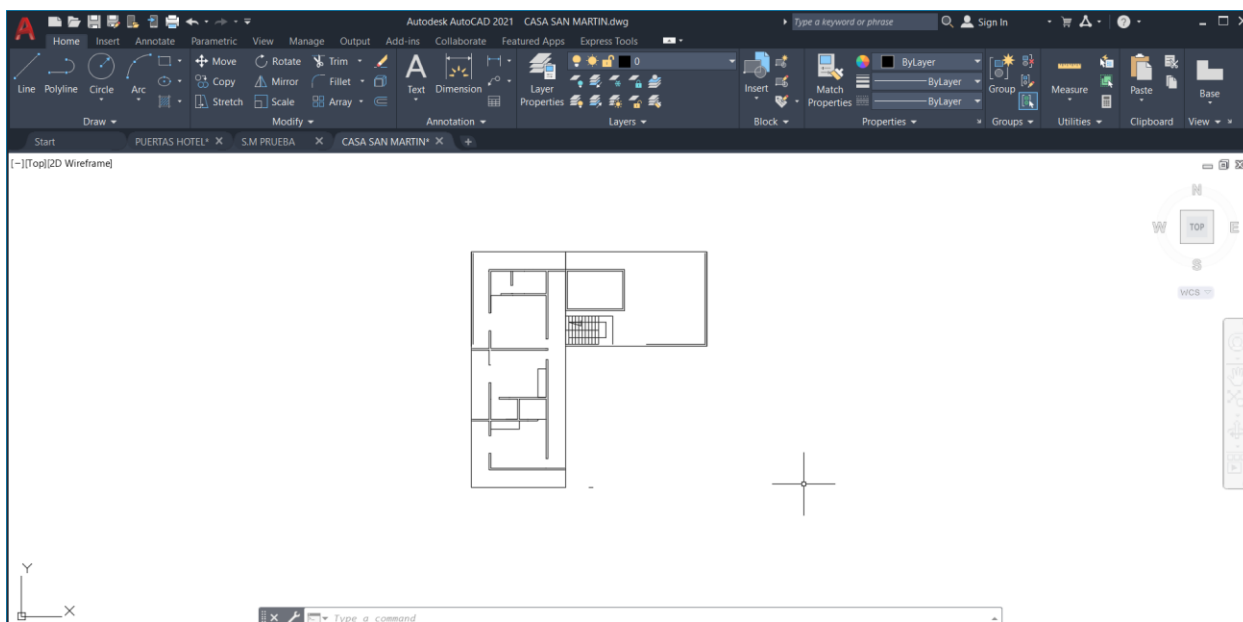 Autodesk AutoCAD 2021 CASA SAN MARTIN.dwg
Type a keyword or phrase
Sign In
Home Insert Annotate Parametric View Manage Output Add-ins Collaborate Featured Apps Express Tools
Move Rotate Trim 0 ByLayer
Line Polyline Circle Arc Copy Mirror Fillet Text Dimension Layer Properties Insert Match Properties ByLayer Group Measure Paste Base
Stretch Scale Array ByLayer
Draw Modify Annotation Layers Block Properties Groups Utilities Clipboard View
Start PUERTAS HOTEL* S.M PRUEBA CASA SAN MARTIN*
[−][Top][2D Wireframe]
N
W TOP E
S
WCS
Y
X
Type a command